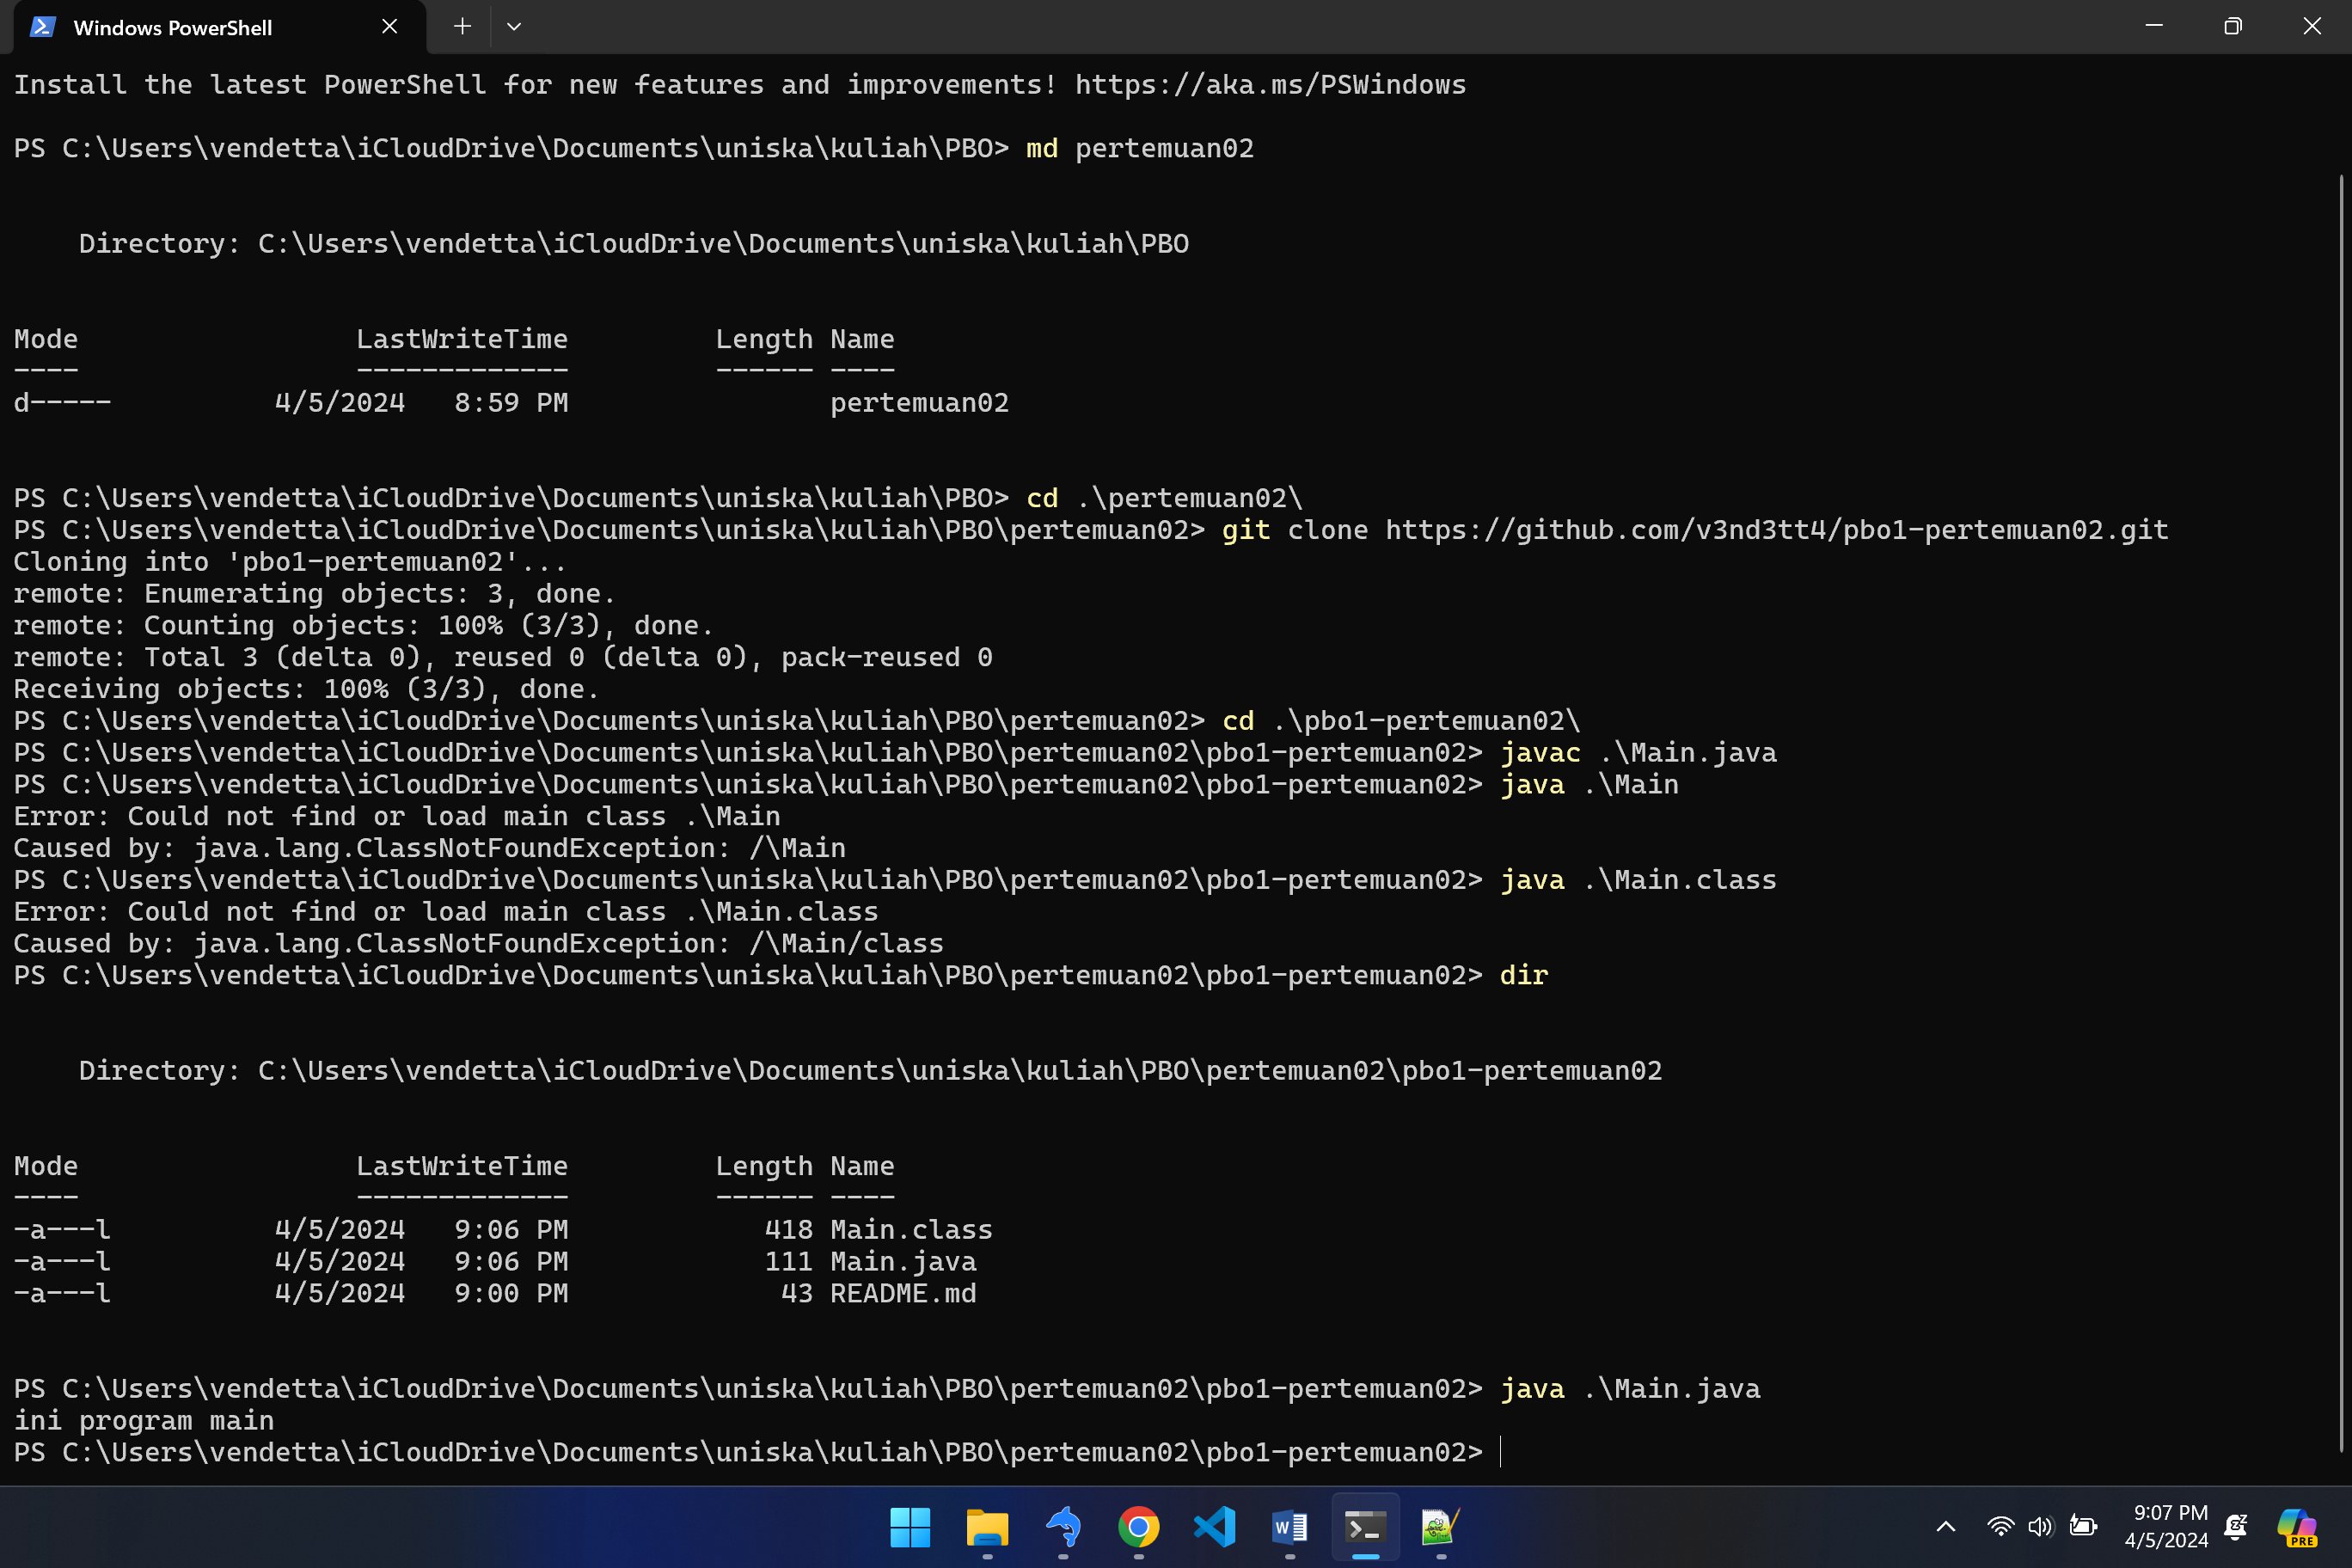 Windows PowerShell
Install the latest PowerShell for new features and improvements! https://aka.ms/PSWindows
PS C:\Users\vendetta\iCloudDrive\Documents\uniska\kuliah\PBO> md pertemuan02
    Directory: C:\Users\vendetta\iCloudDrive\Documents\uniska\kuliah\PBO
Mode                 LastWriteTime         Length Name
----                 -------------         ------ ----
d-----          4/5/2024   8:59 PM                pertemuan02
PS C:\Users\vendetta\iCloudDrive\Documents\uniska\kuliah\PBO> cd .\pertemuan02\
PS C:\Users\vendetta\iCloudDrive\Documents\uniska\kuliah\PBO\pertemuan02> git clone https://github.com/v3nd3tt4/pbo1-pertemuan02.git
Cloning into 'pbo1-pertemuan02'...
remote: Enumerating objects: 3, done.
remote: Counting objects: 100% (3/3), done.
remote: Total 3 (delta 0), reused 0 (delta 0), pack-reused 0
Receiving objects: 100% (3/3), done.
PS C:\Users\vendetta\iCloudDrive\Documents\uniska\kuliah\PBO\pertemuan02> cd .\pbo1-pertemuan02\
PS C:\Users\vendetta\iCloudDrive\Documents\uniska\kuliah\PBO\pertemuan02\pbo1-pertemuan02> javac .\Main.java
PS C:\Users\vendetta\iCloudDrive\Documents\uniska\kuliah\PBO\pertemuan02\pbo1-pertemuan02> java .\Main
Error: Could not find or load main class .\Main
Caused by: java.lang.ClassNotFoundException: /\Main
PS C:\Users\vendetta\iCloudDrive\Documents\uniska\kuliah\PBO\pertemuan02\pbo1-pertemuan02> java .\Main.class
Error: Could not find or load main class .\Main.class
Caused by: java.lang.ClassNotFoundException: /\Main/class
PS C:\Users\vendetta\iCloudDrive\Documents\uniska\kuliah\PBO\pertemuan02\pbo1-pertemuan02> dir
    Directory: C:\Users\vendetta\iCloudDrive\Documents\uniska\kuliah\PBO\pertemuan02\pbo1-pertemuan02
Mode                 LastWriteTime         Length Name
----                 -------------         ------ ----
-a---l          4/5/2024   9:06 PM            418 Main.class
-a---l          4/5/2024   9:06 PM            111 Main.java
-a---l          4/5/2024   9:00 PM             43 README.md
PS C:\Users\vendetta\iCloudDrive\Documents\uniska\kuliah\PBO\pertemuan02\pbo1-pertemuan02> java .\Main.java
ini program main
PS C:\Users\vendetta\iCloudDrive\Documents\uniska\kuliah\PBO\pertemuan02\pbo1-pertemuan02>
9:07 PM
4/5/2024
PRE